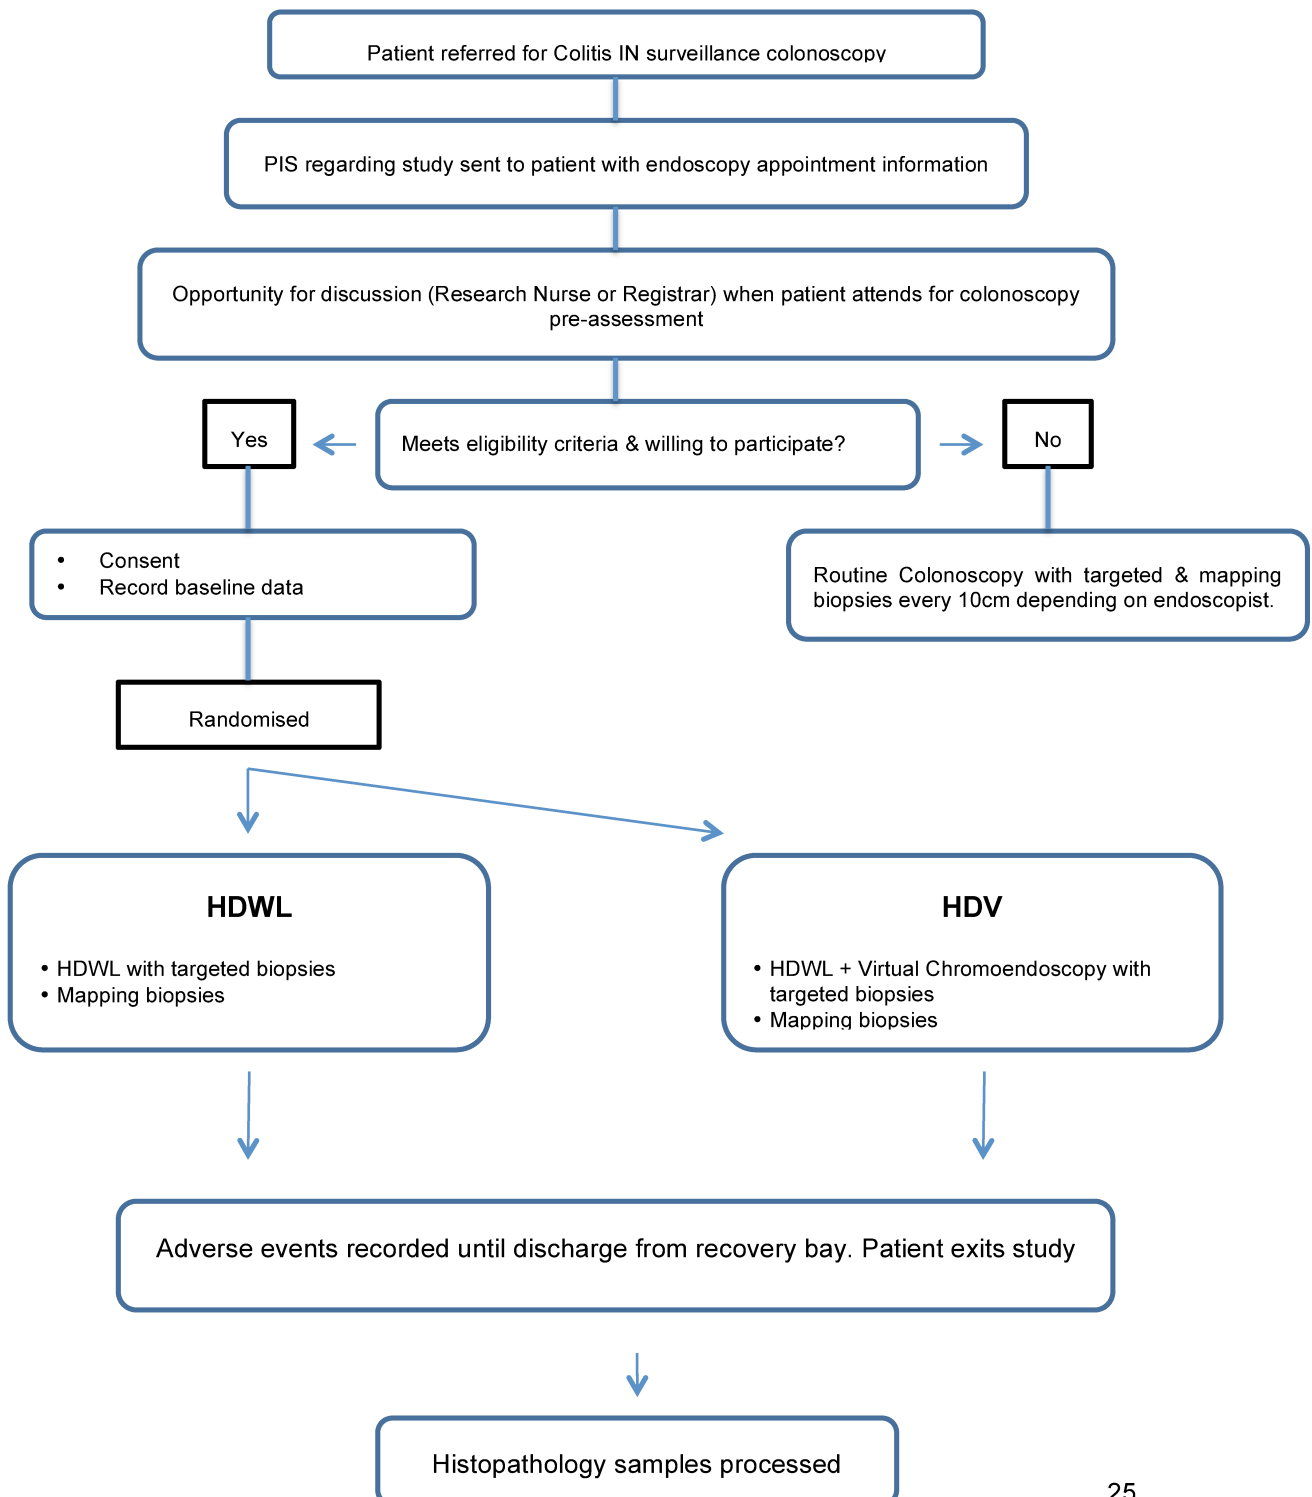 Patient referred for Colitis IN surveillance colonoscopy
PIS regarding study sent to patient with endoscopy appointment information
Opportunity for discussion (Research Nurse or Registrar) when patient attends for colonoscopy
pre-assessment
Yes
Meets eligibility criteria & willing to participate?
No
• Consent
• Record baseline data
Routine Colonoscopy with targeted & mapping
biopsies every 10cm depending on endoscopist.
Randomised
HDWL
• HDWL with targeted biopsies
• Mapping biopsies
HDV
• HDWL + Virtual Chromoendoscopy with
targeted biopsies
• Mapping biopsies
Adverse events recorded until discharge from recovery bay. Patient exits study
Histopathology samples processed
25